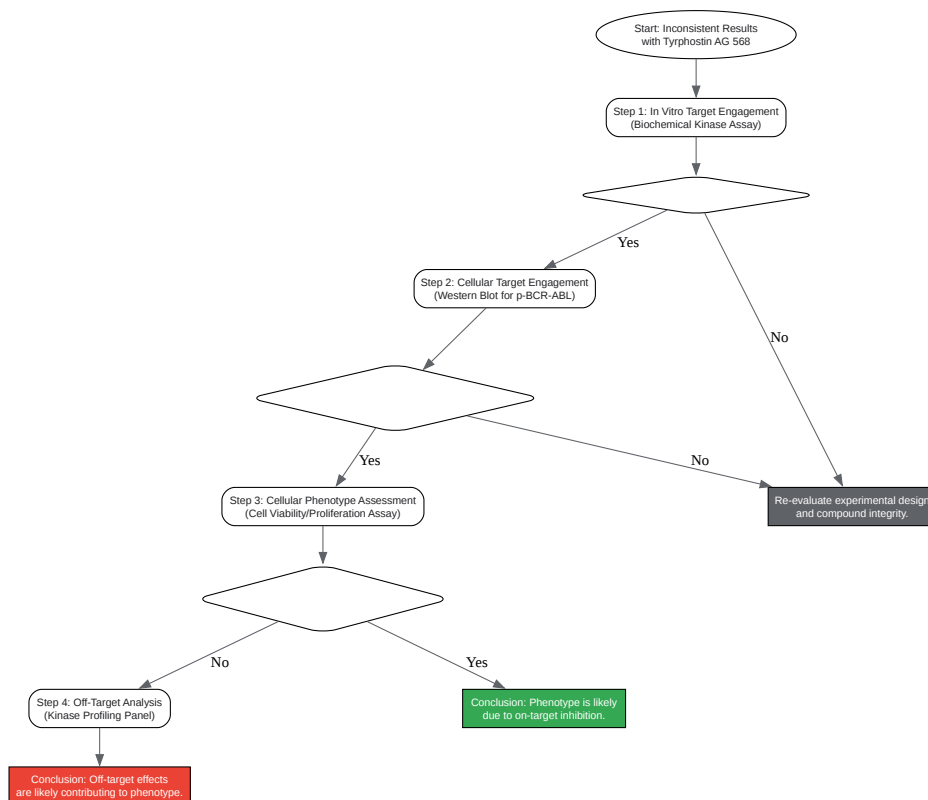 Start: Inconsistent Results
with Tyrphostin AG 568
Step 1: In Vitro Target Engagement
(Biochemical Kinase Assay)
Yes
Step 2: Cellular Target Engagement
(Western Blot for p-BCR-ABL)
No
Yes
No
Step 3: Cellular Phenotype Assessment
(Cell Viability/Proliferation Assay)
Re-evaluate experimental design
and compound integrity.
No
Yes
Step 4: Off-Target Analysis
(Kinase Profiling Panel)
Conclusion: Phenotype is likely
due to on-target inhibition.
Conclusion: Off-target effects
are likely contributing to phenotype.